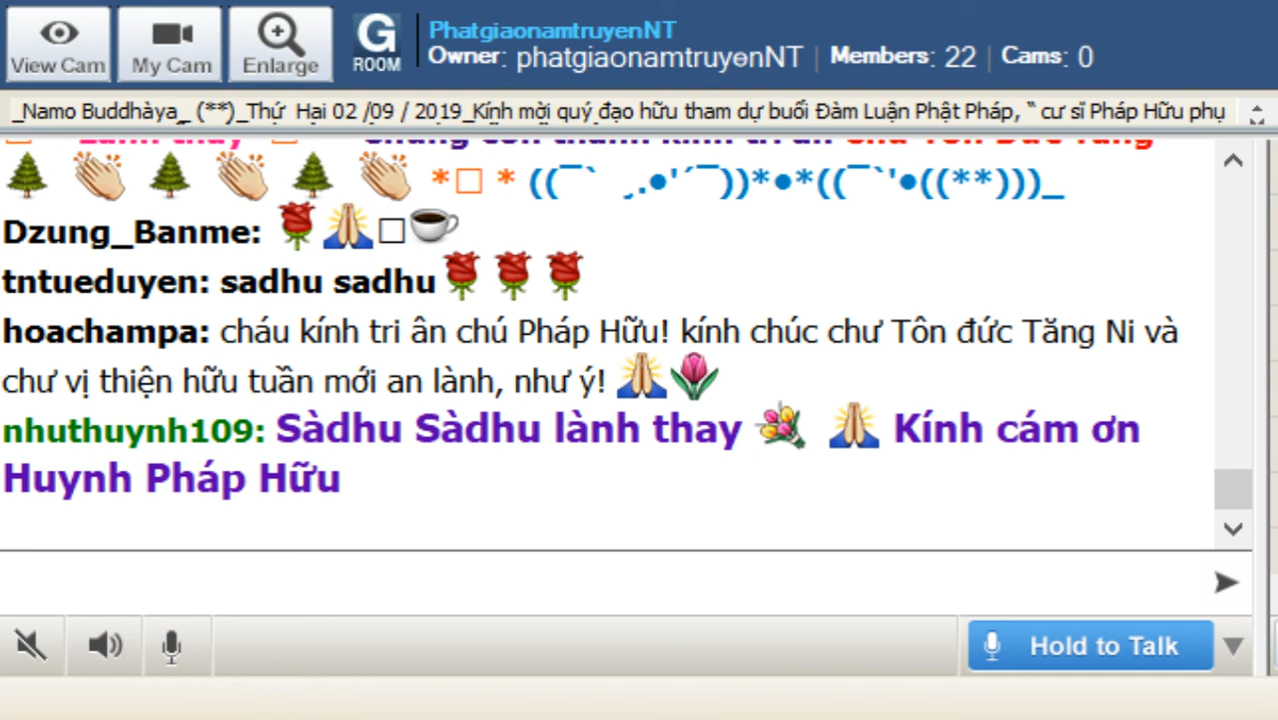 PhatgiaonamtruyenNT
View Cam My Cam Enlarge G ROOM Owner: phatgiaonamtruyenNT | Members: 22 | Cams: 0
_Namo Buddhàya_ (**)_Thứ Hai 02 /09 / 2019_Kính mời quý đạo hữu tham dự buổi Đàm Luận Phật Pháp, “ cư sĩ Pháp Hữu phụ
*□ * ((¯` ¸.●'´¯))*●*((¯`'●((**)))_
Dzung_Banme: 🌹🙏□☕
tntueduyen: sadhu sadhu🌹🌹🌹
hoachampa: cháu kính tri ân chú Pháp Hữu! kính chúc chư Tôn đức Tăng Ni và
chư vị thiện hữu tuần mới an lành, như ý! 🙏🌷
nhuthuynh109: Sàdhu Sàdhu lành thay 💐 🙏 Kính cám ơn
Huynh Pháp Hữu
Hold to Talk